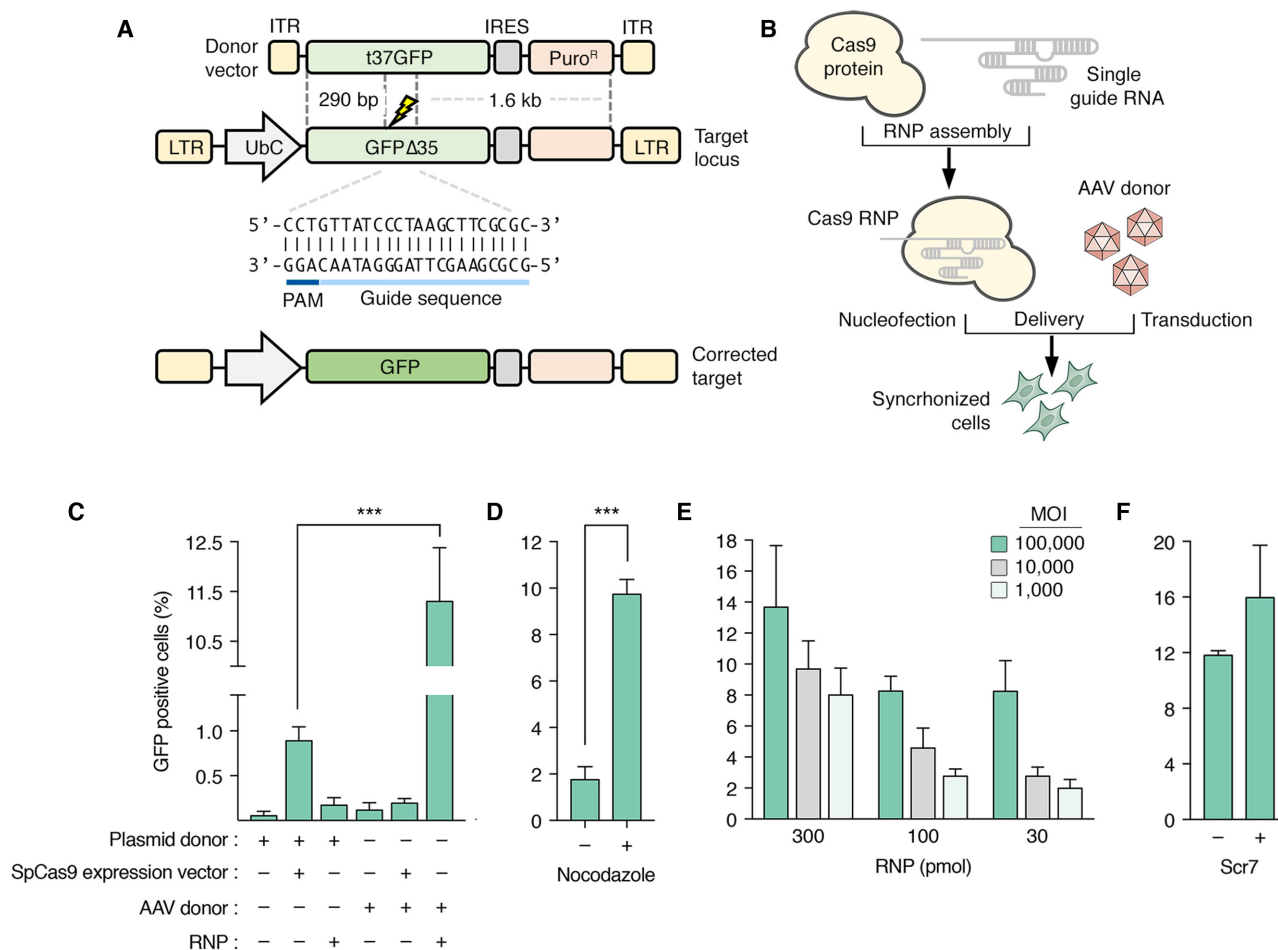 A
ITR
IRES
ITR
Donor
vector
t37GFP
Puro^R
290 bp
1.6 kb
LTR
UbC
GFPΔ35
LTR
Target
locus
5’-CCTGTTATCCCTAAGCTTCGCGC-3’
3’-GGACAATAGGGATTCGAAGCGCG-5’
PAM
Guide sequence
GFP
Corrected
target
B
Cas9
protein
Single
guide RNA
RNP assembly
AAV donor
Cas9 RNP
Nucleofection
Delivery
Transduction
Syncrhonized
cells
C
***
GFP positive cells (%)
12.5
11.5
10.5
1.0
0.5
Plasmid donor : + + + – – –
SpCas9 expression vector : – + – – + –
AAV donor : – – – + + +
RNP : – – + – – +
D
***
12
10
8
6
4
2
0
– +
Nocodazole
E
MOI
100,000
10,000
1,000
18
16
14
12
10
8
6
4
2
0
300 100 30
RNP (pmol)
F
20
16
12
8
4
0
– +
Scr7